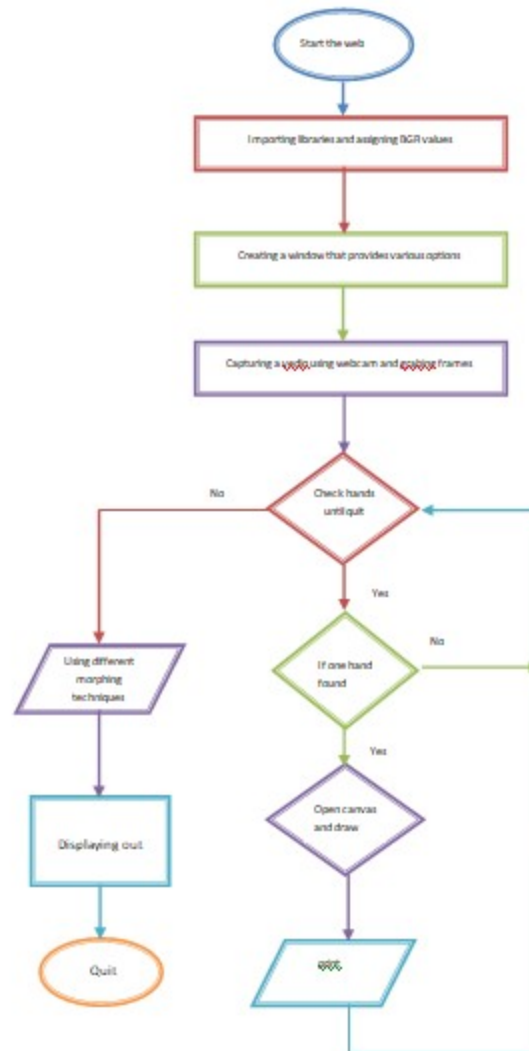 Start the web
Importing libraries and assigning BGR values
Creating a window that provides various options
Capturing a using webcam and frames
Check hands
until quit
No
Yes
If one hand
found
No
Using different
morphing
techniques
Yes
Open canvas
and draw
Displaying out
Quit